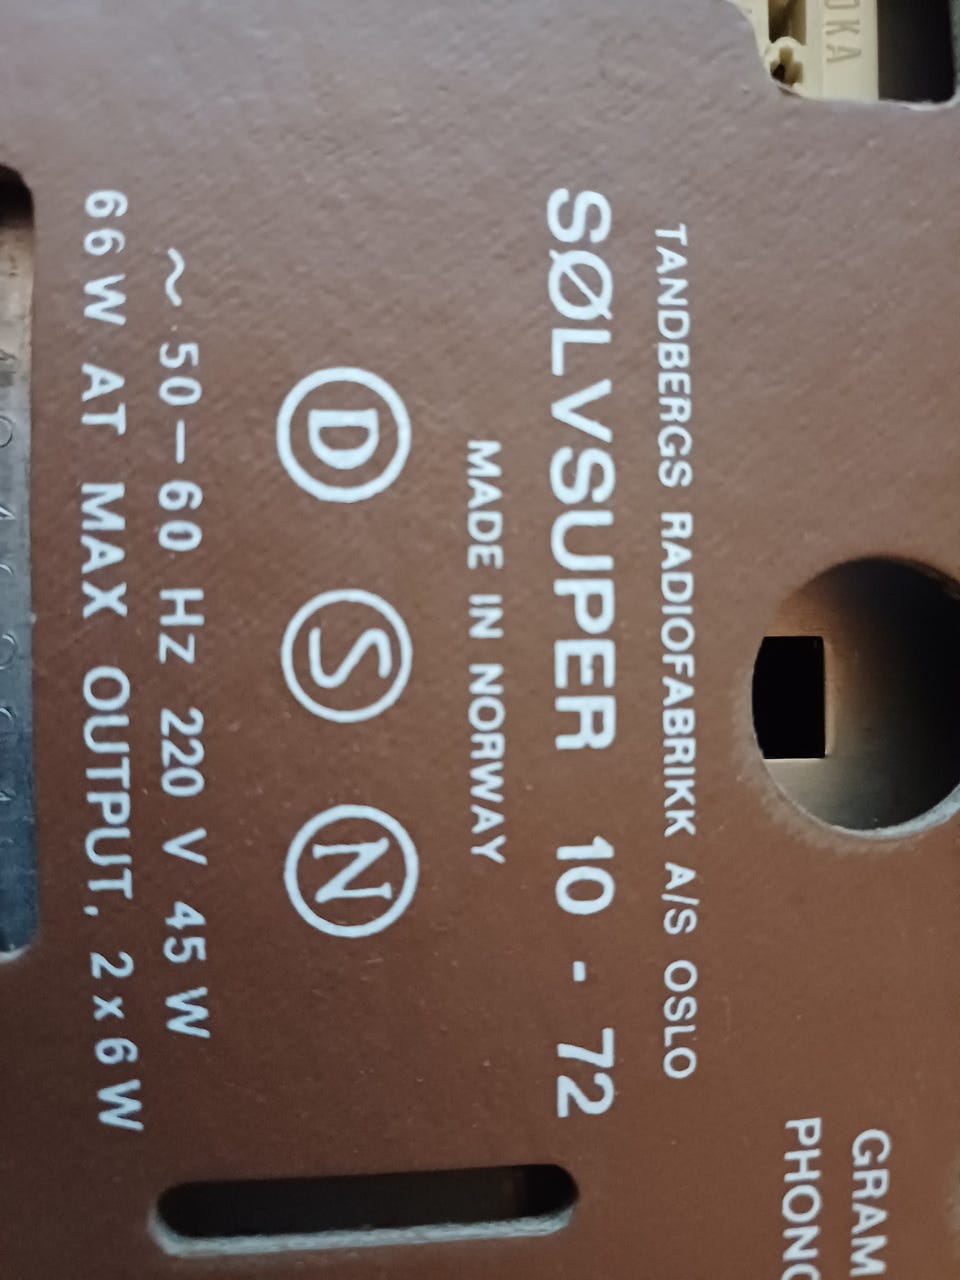 GRAM
PHONO
TANDBERGS RADIOFABRIKK A/S OSLO
SØLVSUPER 10 - 72
MADE IN NORWAY
D S N
~ 50—60 Hz 220 V 45 W
66 W AT MAX OUTPUT, 2 x 6 W